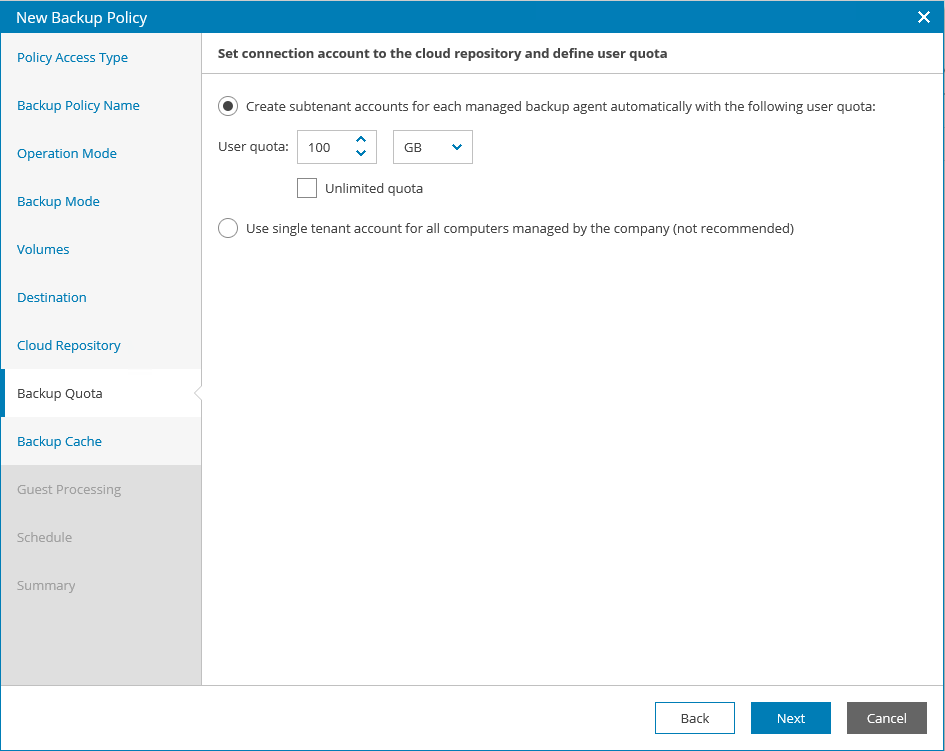 New Backup Policy
Policy Access Type
Backup Policy Name
Operation Mode
Backup Mode
Volumes
Destination
Cloud Repository
Backup Quota
Backup Cache
Guest Processing
Schedule
Summary
Set connection account to the cloud repository and define user quota
Create subtenant accounts for each managed backup agent automatically with the following user quota:
User quota: 100 GB
Unlimited quota
Use single tenant account for all computers managed by the company (not recommended)
Back Next Cancel